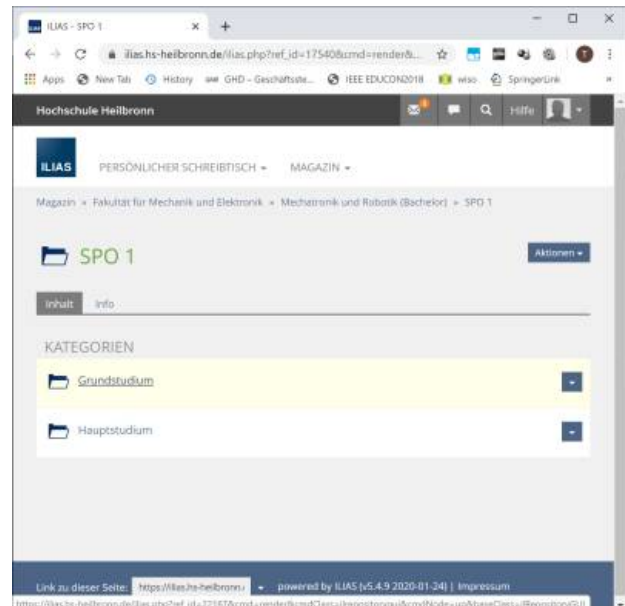 ILIAS - SPO 1
ilias.hs-heilbronn.de/ilias.php?ref_id=17540&cmd=render&...
Apps New Tab History GHD - Geschäftsste... IEEE EDUCON2018 wiso SpringerLink »
Hochschule Heilbronn Hilfe
ILIAS PERSÖNLICHER SCHREIBTISCH MAGAZIN
Magazin » Fakultät für Mechanik und Elektronik » Mechatronik und Robotik (Bachelor) » SPO 1
SPO 1 Aktionen
Inhalt Info
KATEGORIEN
Grundstudium
Hauptstudium
Link zu dieser Seite: https://ilias.hs-heilbronn. powered by ILIAS (v5.4.9 2020-01-24) | Impressum